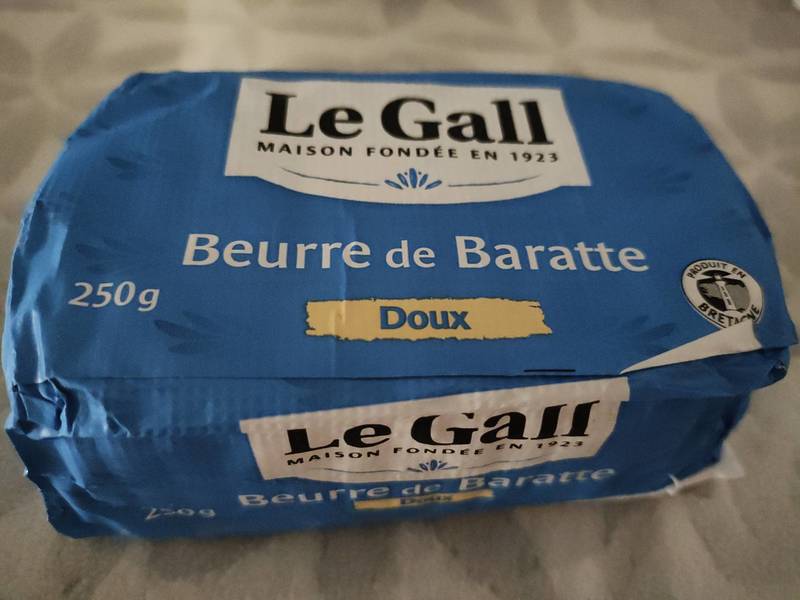 Le Gall
MAISON FONDÉE EN 1923
Beurre de Baratte
250g
Doux
PRODUIT EN
BRETAGNE
Le Gall
MAISON FONDÉE EN 1923
250g
Beurre de Baratte
Doux